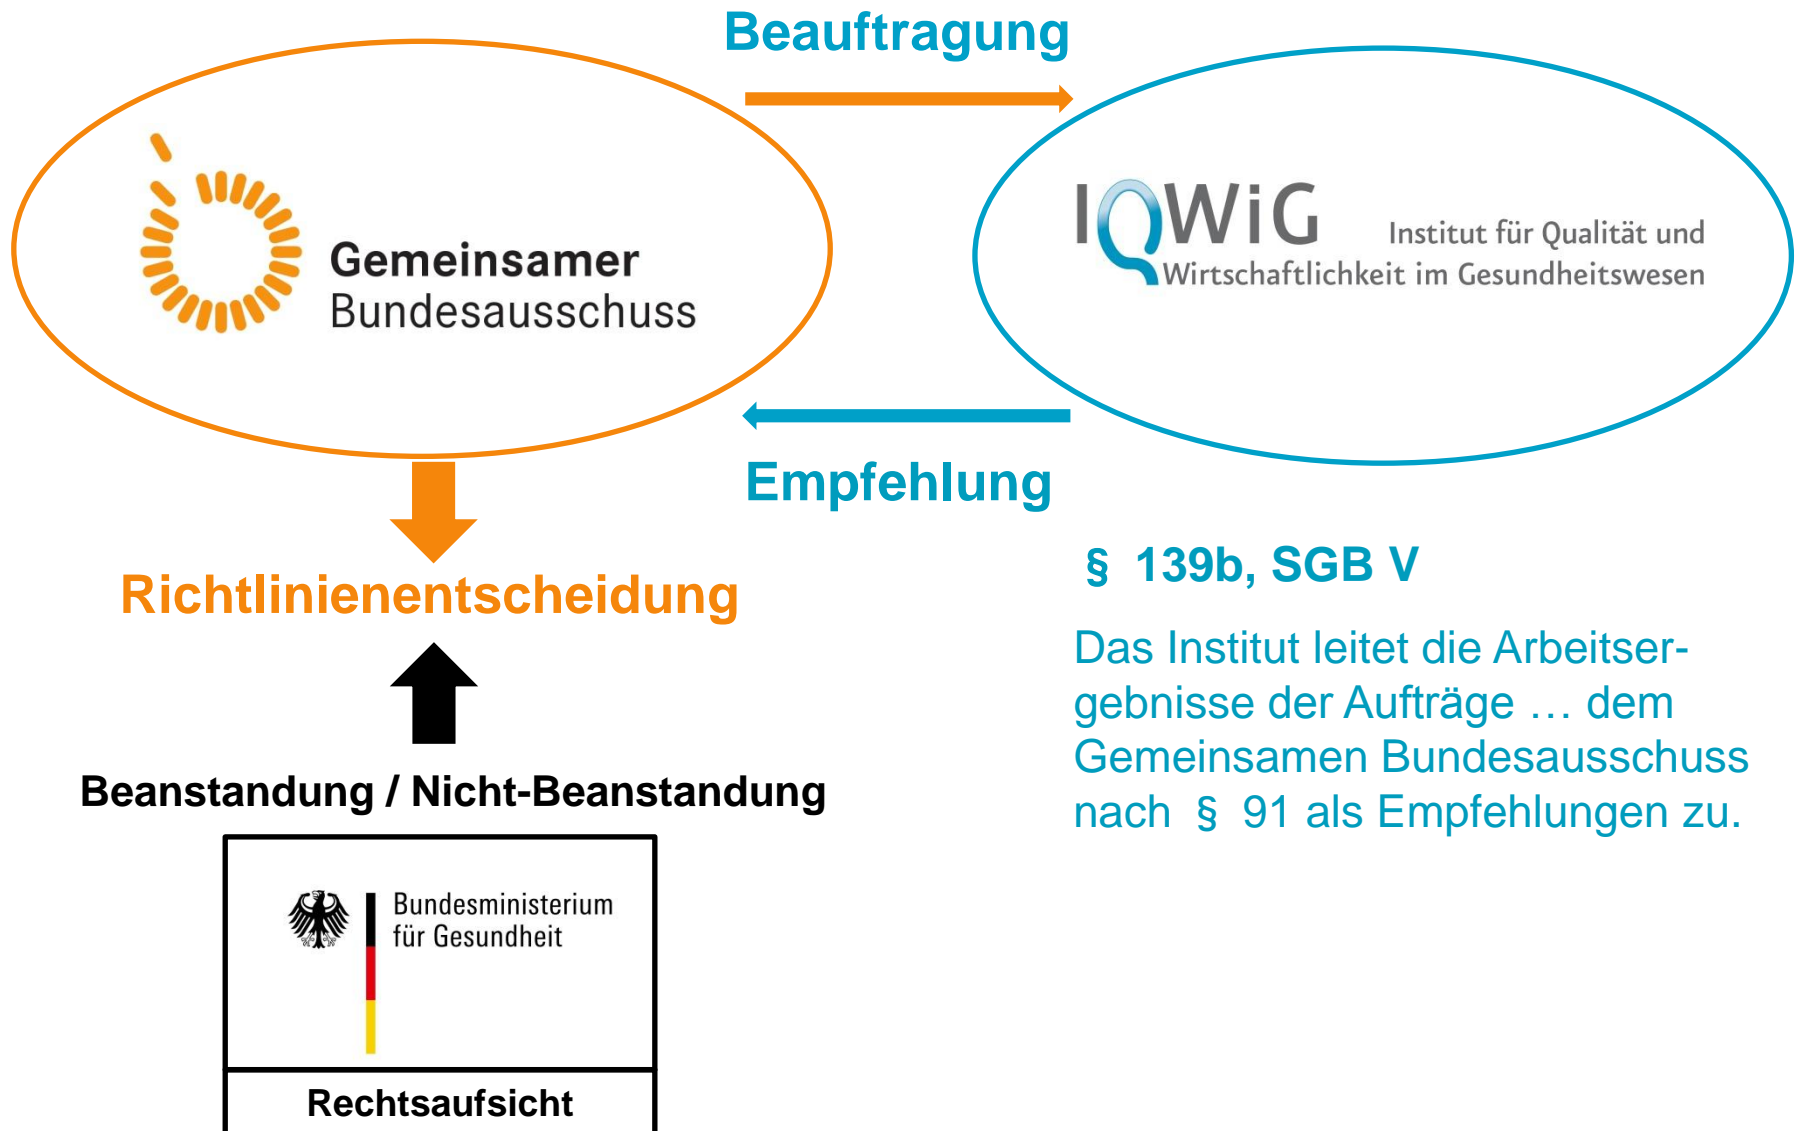 Beauftragung
Gemeinsamer
Bundesausschuss
IQWiG
Institut für Qualität und
Wirtschaftlichkeit im Gesundheitswesen
Empfehlung
Richtlinienentscheidung
Beanstandung / Nicht-Beanstandung
Bundesministerium
für Gesundheit
Rechtsaufsicht
§ 139b, SGB V
Das Institut leitet die Arbeitser-
gebnisse der Aufträge … dem
Gemeinsamen Bundesausschuss
nach § 91 als Empfehlungen zu.